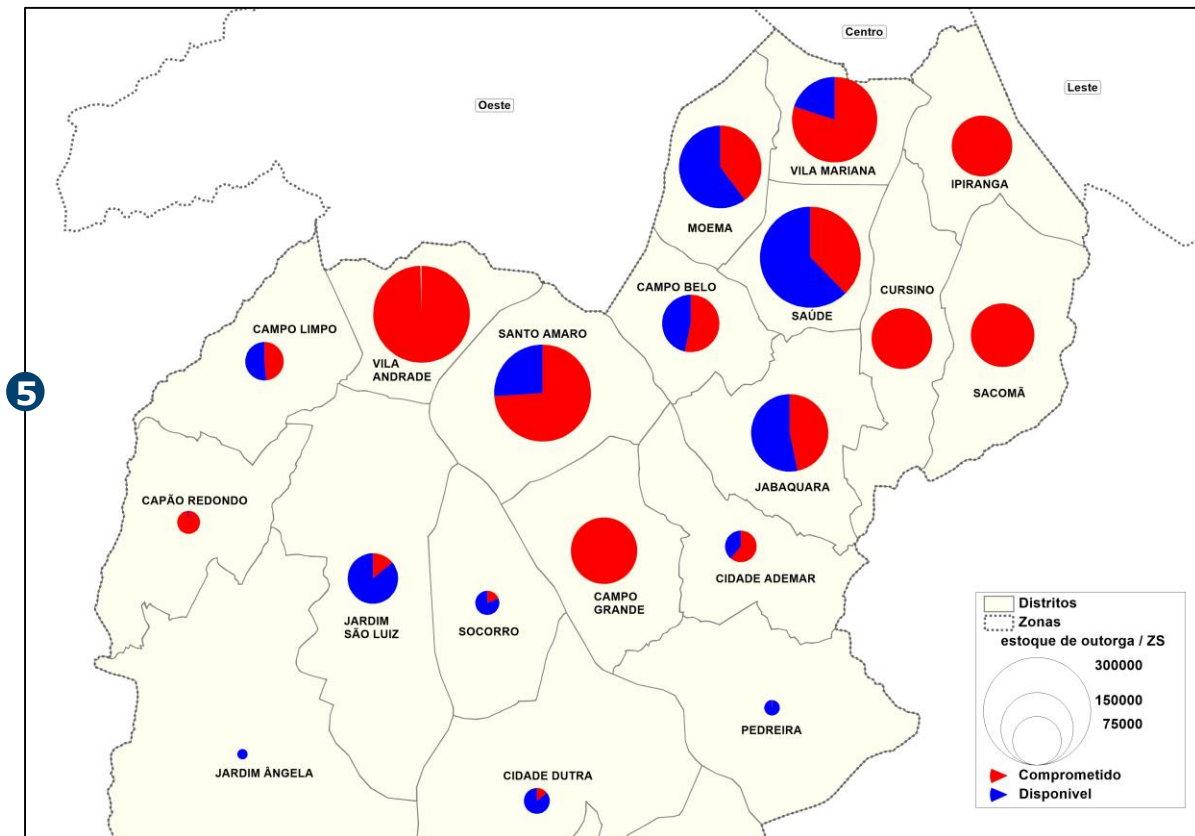 Centro
Oeste
Leste
VILA MARIANA
IPIRANGA
MOEMA
CAMPO BELO
CURSINO
SAÚDE
CAMPO LIMPO
SANTO AMARO
VILA
ANDRADE
SACOMÃ
5
JABAQUARA
CAPÃO REDONDO
CIDADE ADEMAR
CAMPO
GRANDE
JARDIM
SÃO LUIZ
SOCORRO
PEDREIRA
JARDIM ÂNGELA
CIDADE DUTRA
Distritos
Zonas
estoque de outorga / ZS
300000
150000
75000
Comprometido
Disponivel